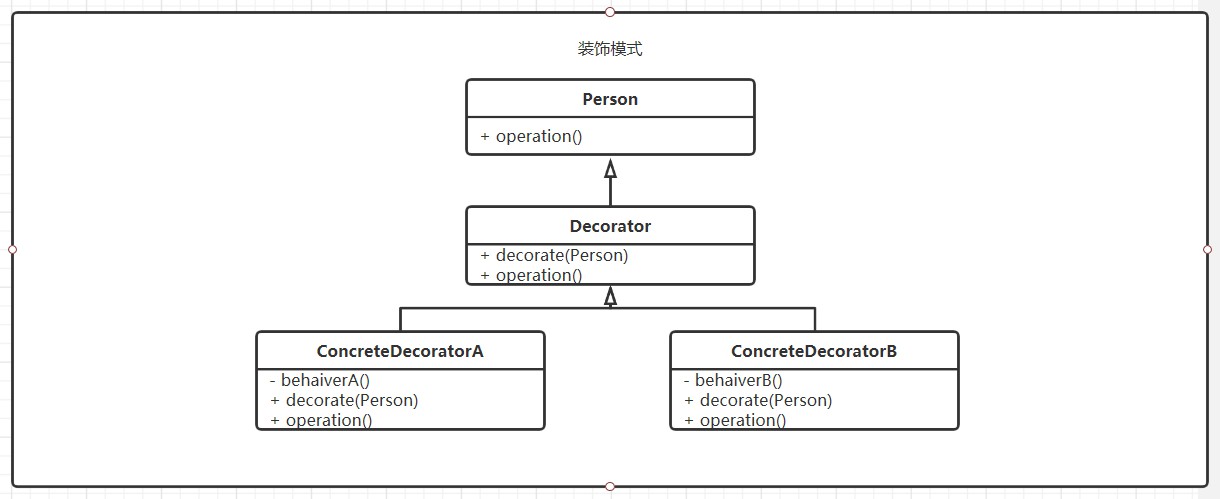 装饰模式
Person
+ operation()
Decorator
+ decorate(Person)
+ operation()
ConcreteDecoratorA
- behaiverA()
+ decorate(Person)
+ operation()
ConcreteDecoratorB
- behaiverB()
+ decorate(Person)
+ operation()